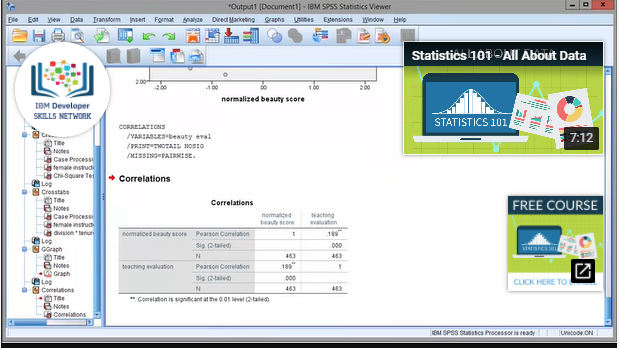 *Output1 [Document1] - IBM SPSS Statistics Viewer
File Edit View Data Transform Insert Format Analyze Direct Marketing Graphs Utilities Extensions Window Help
IBM Developer
SKILLS NETWORK
Statistics 101 - All About Data
STATISTICS 101
7:12
2.00
-2.00 -1.00 .00 1.00 2.00
normalized beauty score
CORRELATIONS
/VARIABLES=beauty eval
/PRINT=TWOTAIL NOSIG
/MISSING=PAIRWISE.
Correlations
Correlations
normalized beauty score teaching evaluation
normalized beauty score Pearson Correlation 1 .189**
Sig. (2-tailed) .000
N 463 463
teaching evaluation Pearson Correlation .189** 1
Sig. (2-tailed) .000
N 463 463
**. Correlation is significant at the 0.01 level (2-tailed).
Title
Notes
Case Processi
female instruct
Chi-Square Te
Log
Crosstabs
Title
Notes
Case Processi
female instruct
division * tenure
Log
GGraph
Title
Notes
Graph
Log
Correlations
Title
Notes
Correlations
FREE COURSE
STATISTICS 101
CLICK HERE TO ENROLL
IBM SPSS Statistics Processor is ready
Unicode:ON